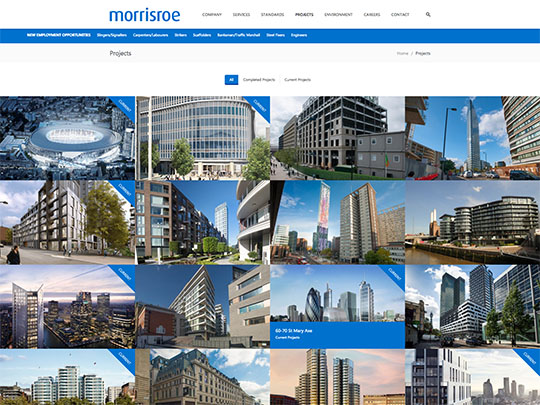 morrisroe
COMPANY SERVICES STANDARDS PROJECTS ENVIRONMENT CAREERS CONTACT
NEW EMPLOYMENT OPPORTUNITIES Slingers/Signallers Carpenters/Labourers Strikers Scaffolders Banksman/Traffic Marshall Steel Fixers Engineers
Projects
Home / Projects
All Completed Projects Current Projects
CURRENT
CURRENT
CURRENT
CURRENT
CURRENT
CURRENT
60-70 St Mary Axe
Current Projects
CURRENT
CURRENT